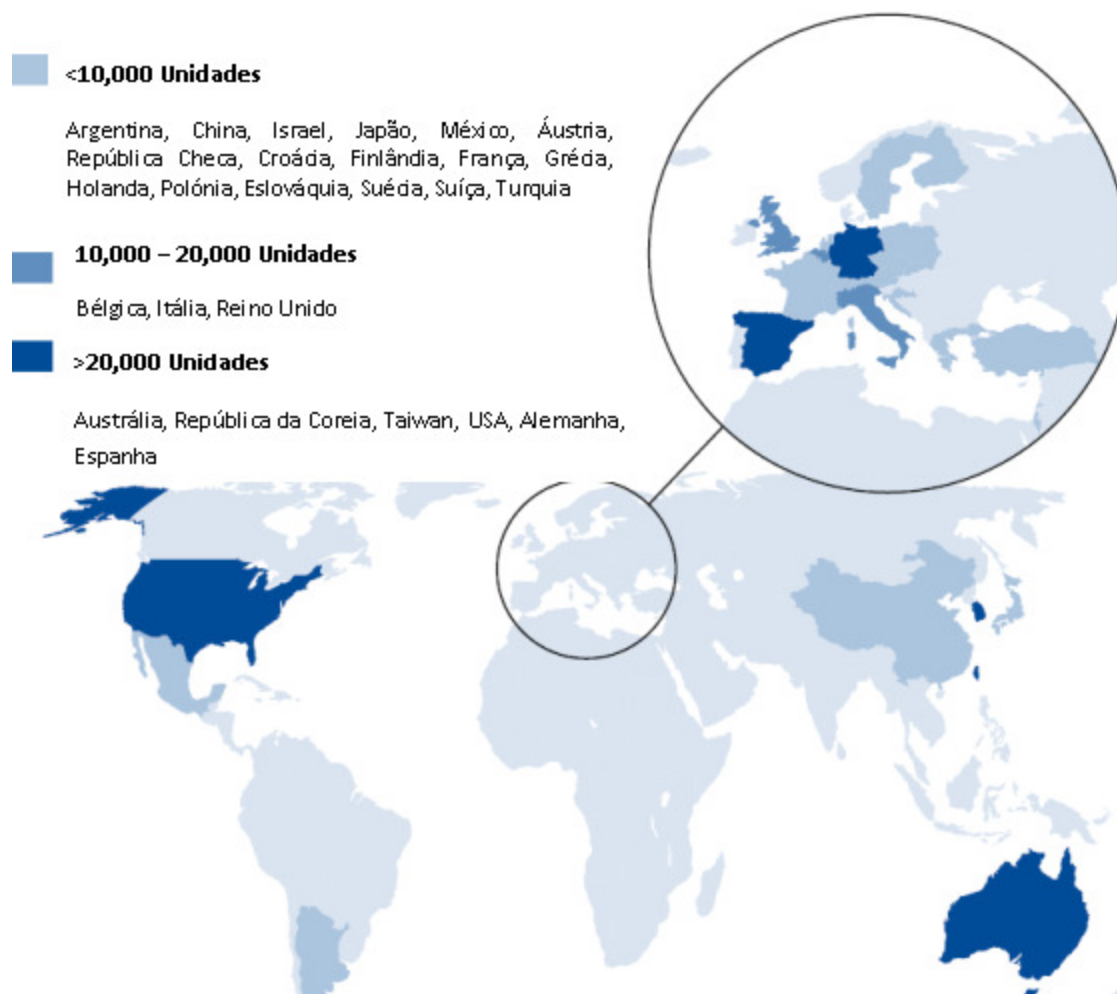 <10,000 Unidades
Argentina, China, Israel, Japão, México, Áustria,
República Checa, Croácia, Finlândia, França, Grécia,
Holanda, Polónia, Eslováquia, Suécia, Suíça, Turquia
10,000 – 20,000 Unidades
Bélgica, Itália, Reino Unido
>20,000 Unidades
Austrália, República da Coreia, Taiwan, USA, Alemanha,
Espanha